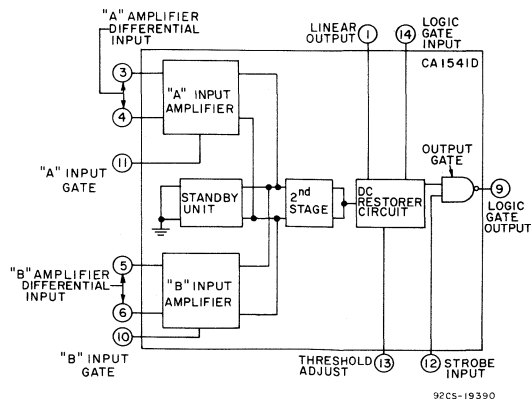 "A" AMPLIFIER
DIFFERENTIAL
INPUT
LINEAR
OUTPUT
1
14
LOGIC
GATE
INPUT
CA1541D
3
4
"A" INPUT
AMPLIFIER
11
"A" INPUT
GATE
STANDBY
UNIT
2nd
STAGE
DC
RESTORER
CIRCUIT
OUTPUT
GATE
9
LOGIC
GATE
OUTPUT
5
"B" AMPLIFIER
DIFFERENTIAL
INPUT
6
"B" INPUT
AMPLIFIER
10
"B" INPUT
GATE
THRESHOLD
ADJUST
13
12
STROBE
INPUT
92CS-19390